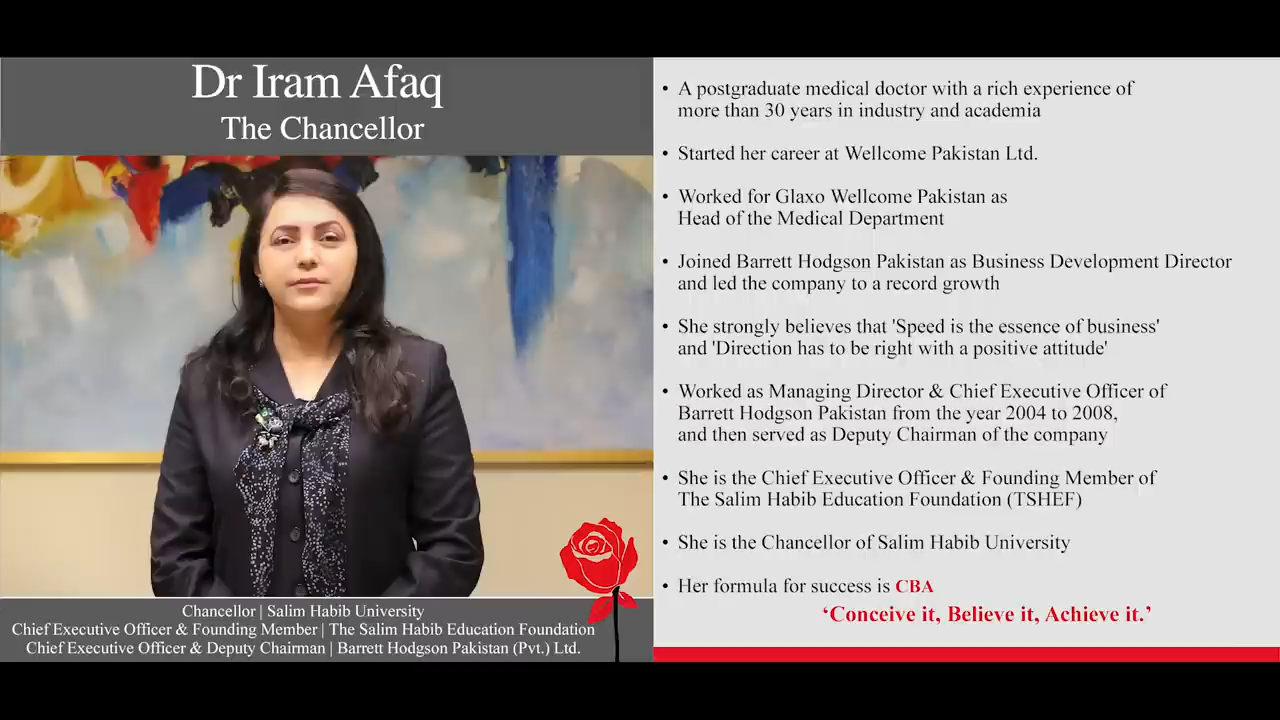 Dr Iram Afaq
The Chancellor
Chancellor | Salim Habib University
Chief Executive Officer & Founding Member | The Salim Habib Education Foundation
Chief Executive Officer & Deputy Chairman | Barrett Hodgson Pakistan (Pvt.) Ltd.
• A postgraduate medical doctor with a rich experience of
more than 30 years in industry and academia
• Started her career at Wellcome Pakistan Ltd.
• Worked for Glaxo Wellcome Pakistan as
Head of the Medical Department
• Joined Barrett Hodgson Pakistan as Business Development Director
and led the company to a record growth
• She strongly believes that 'Speed is the essence of business'
and 'Direction has to be right with a positive attitude'
• Worked as Managing Director & Chief Executive Officer of
Barrett Hodgson Pakistan from the year 2004 to 2008,
and then served as Deputy Chairman of the company
• She is the Chief Executive Officer & Founding Member of
The Salim Habib Education Foundation (TSHEF)
• She is the Chancellor of Salim Habib University
• Her formula for success is CBA
‘Conceive it, Believe it, Achieve it.’